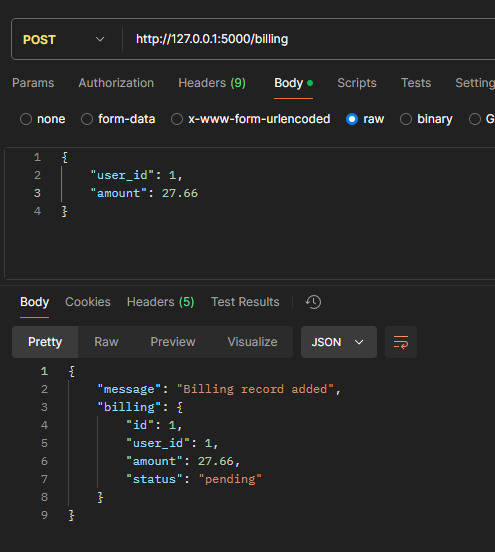 POST http://127.0.0.1:5000/billing
Params Authorization Headers (9) Body Scripts Tests Setting
none form-data x-www-form-urlencoded raw binary G
1 {
2 "user_id": 1,
3 "amount": 27.66
4 }
Body Cookies Headers (5) Test Results
Pretty Raw Preview Visualize JSON
1 {
2 "message": "Billing record added",
3 "billing": {
4 "id": 1,
5 "user_id": 1,
6 "amount": 27.66,
7 "status": "pending"
8 }
9 }